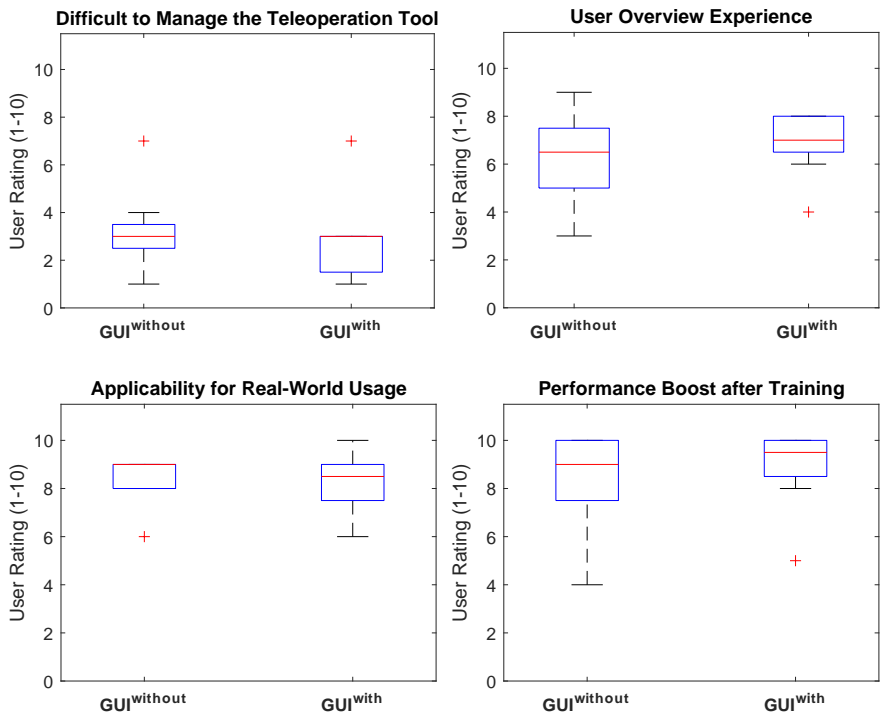 Difficult to Manage the Teleoperation Tool
User Rating (1-10)
10
8
6
4
2
0
GUIwithout
GUIwith
User Overview Experience
User Rating (1-10)
10
8
6
4
2
0
GUIwithout
GUIwith
Applicability for Real-World Usage
User Rating (1-10)
10
8
6
4
2
0
GUIwithout
GUIwith
Performance Boost after Training
User Rating (1-10)
10
8
6
4
2
0
GUIwithout
GUIwith